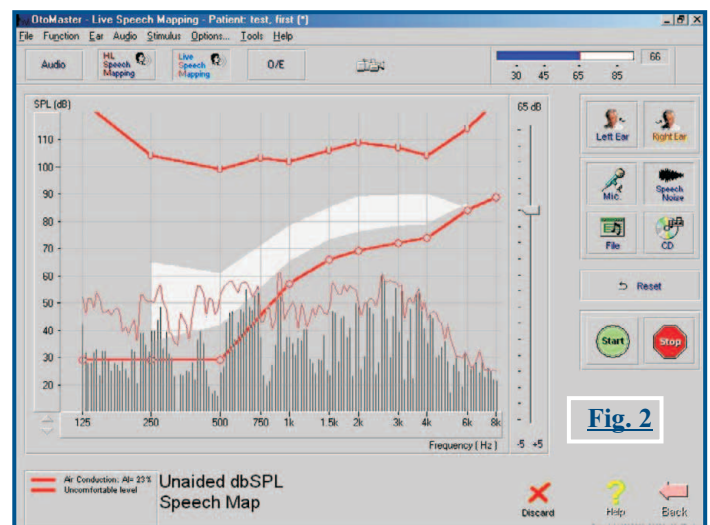 OtoMaster - Live Speech Mapping - Patient: test, first (*)
File Function Ear Audio Stimulus Options... Tools Help
Audio
HL
Speech
Mapping
Live
Speech
Mapping
O/E
66
30 45 65 85
SPL (dB)
65 dB
110
100
90
80
70
60
50
40
30
20
125 250 500 750 1k 1.5k 2k 3k 4k 6k 8k
Frequency ( Hz )
-5 +5
Left Ear
Right Ear
Mic.
Speech
Noize
File
CD
Reset
Start
Stop
Fig. 2
Air Conduction: AI= 23%
Uncomfortable level
Unaided dbSPL
Speech Map
Discard
Help
Back